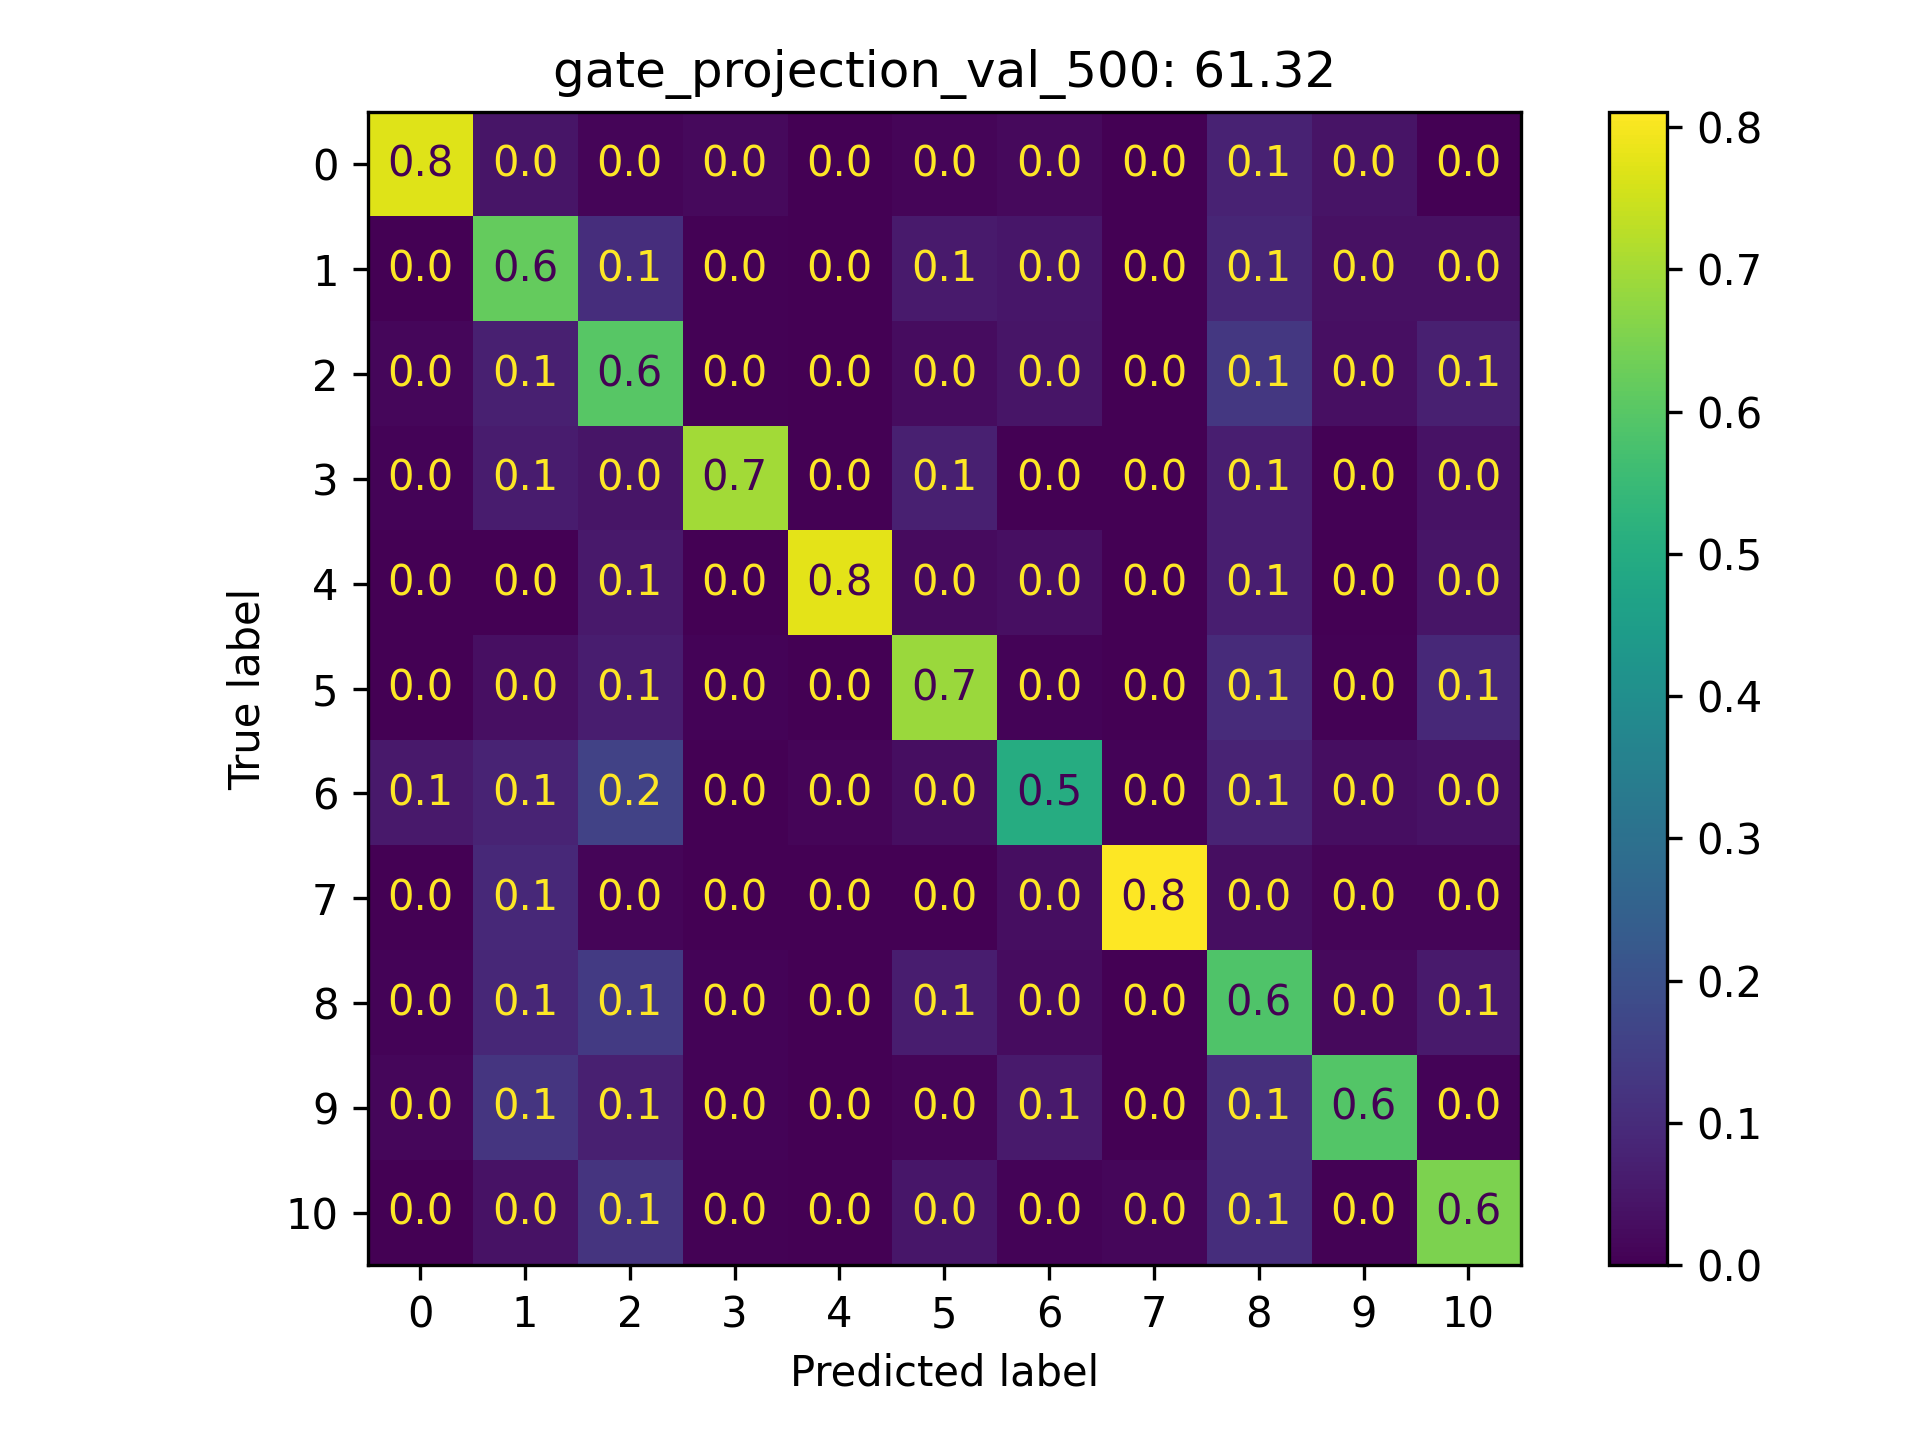 gate_projection_val_500: 61.32
0 0.8 0.0 0.0 0.0 0.0 0.0 0.0 0.0 0.1 0.0 0.0
1 0.0 0.6 0.1 0.0 0.0 0.1 0.0 0.0 0.1 0.0 0.0
2 0.0 0.1 0.6 0.0 0.0 0.0 0.0 0.0 0.1 0.0 0.1
3 0.0 0.1 0.0 0.7 0.0 0.1 0.0 0.0 0.1 0.0 0.0
4 0.0 0.0 0.1 0.0 0.8 0.0 0.0 0.0 0.1 0.0 0.0
5 0.0 0.0 0.1 0.0 0.0 0.7 0.0 0.0 0.1 0.0 0.1
6 0.1 0.1 0.2 0.0 0.0 0.0 0.5 0.0 0.1 0.0 0.0
7 0.0 0.1 0.0 0.0 0.0 0.0 0.0 0.8 0.0 0.0 0.0
8 0.0 0.1 0.1 0.0 0.0 0.1 0.0 0.0 0.6 0.0 0.1
9 0.0 0.1 0.1 0.0 0.0 0.0 0.1 0.0 0.1 0.6 0.0
10 0.0 0.0 0.1 0.0 0.0 0.0 0.0 0.0 0.1 0.0 0.6
0 1 2 3 4 5 6 7 8 9 10
Predicted label
True label
0.8
0.7
0.6
0.5
0.4
0.3
0.2
0.1
0.0